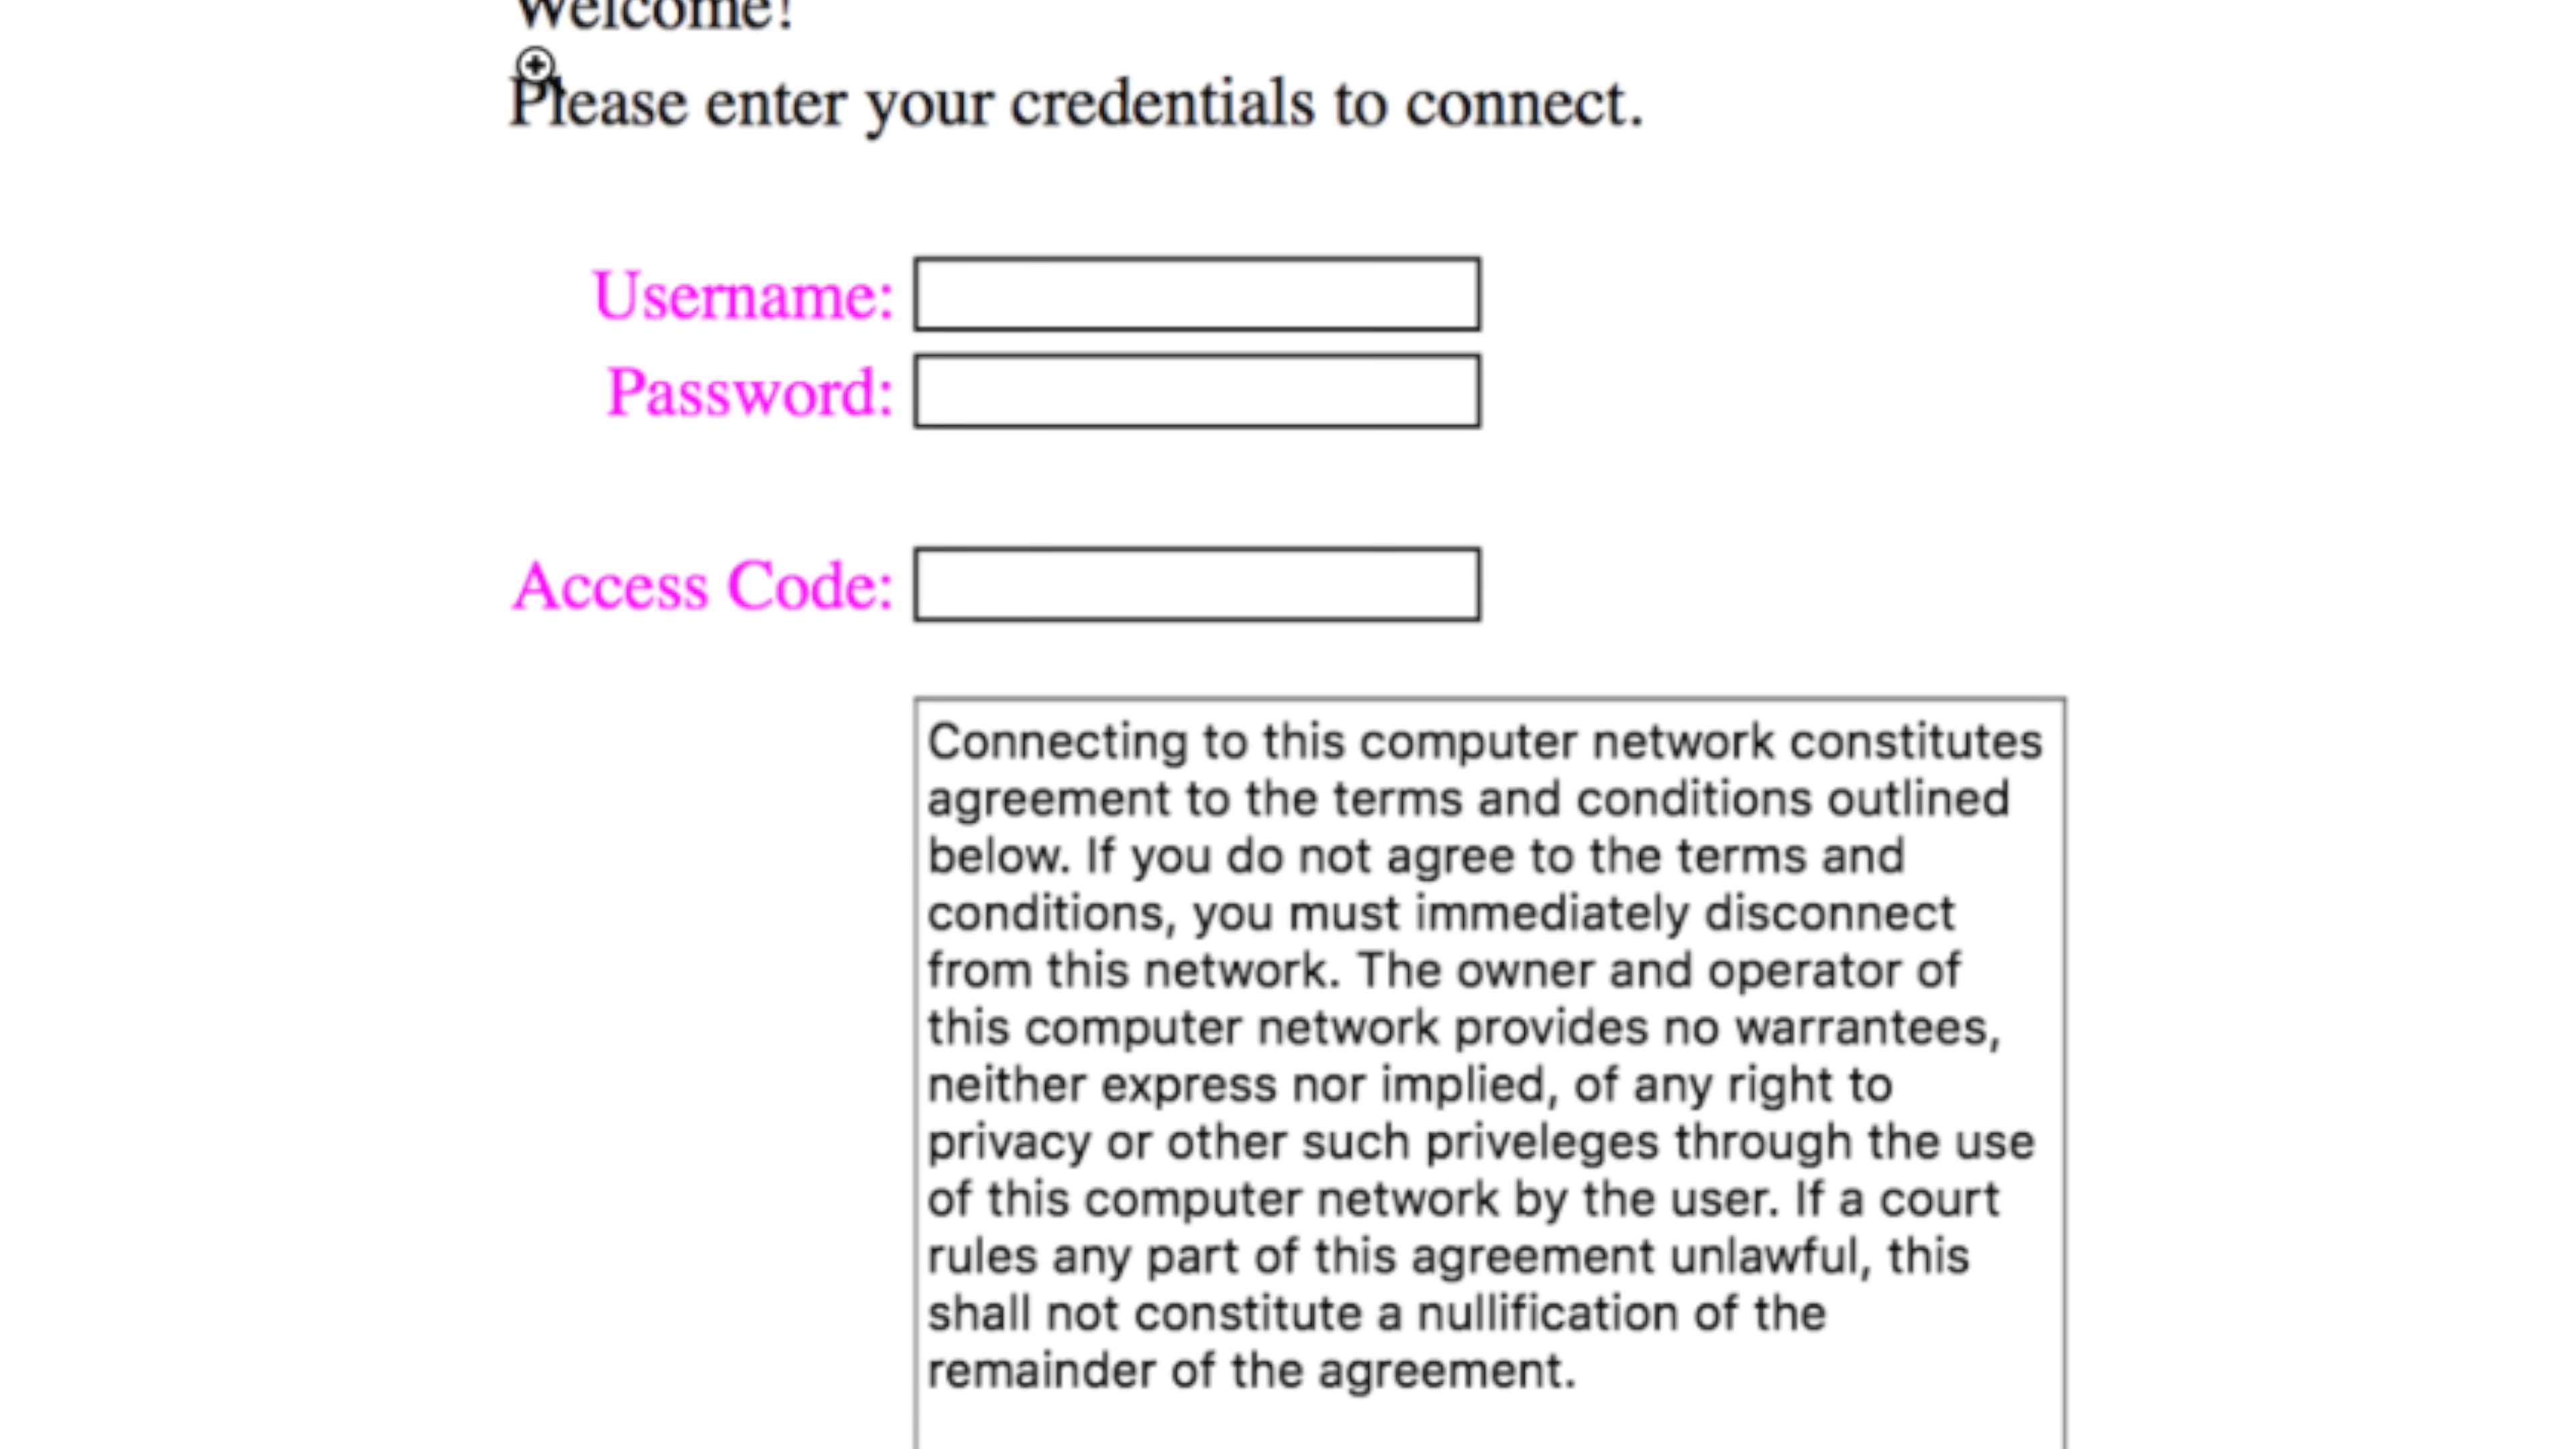 Welcome!
Please enter your credentials to connect.
Username:
Password:
Access Code:
Connecting to this computer network constitutes
agreement to the terms and conditions outlined
below. If you do not agree to the terms and
conditions, you must immediately disconnect
from this network. The owner and operator of
this computer network provides no warrantees,
neither express nor implied, of any right to
privacy or other such priveleges through the use
of this computer network by the user. If a court
rules any part of this agreement unlawful, this
shall not constitute a nullification of the
remainder of the agreement.